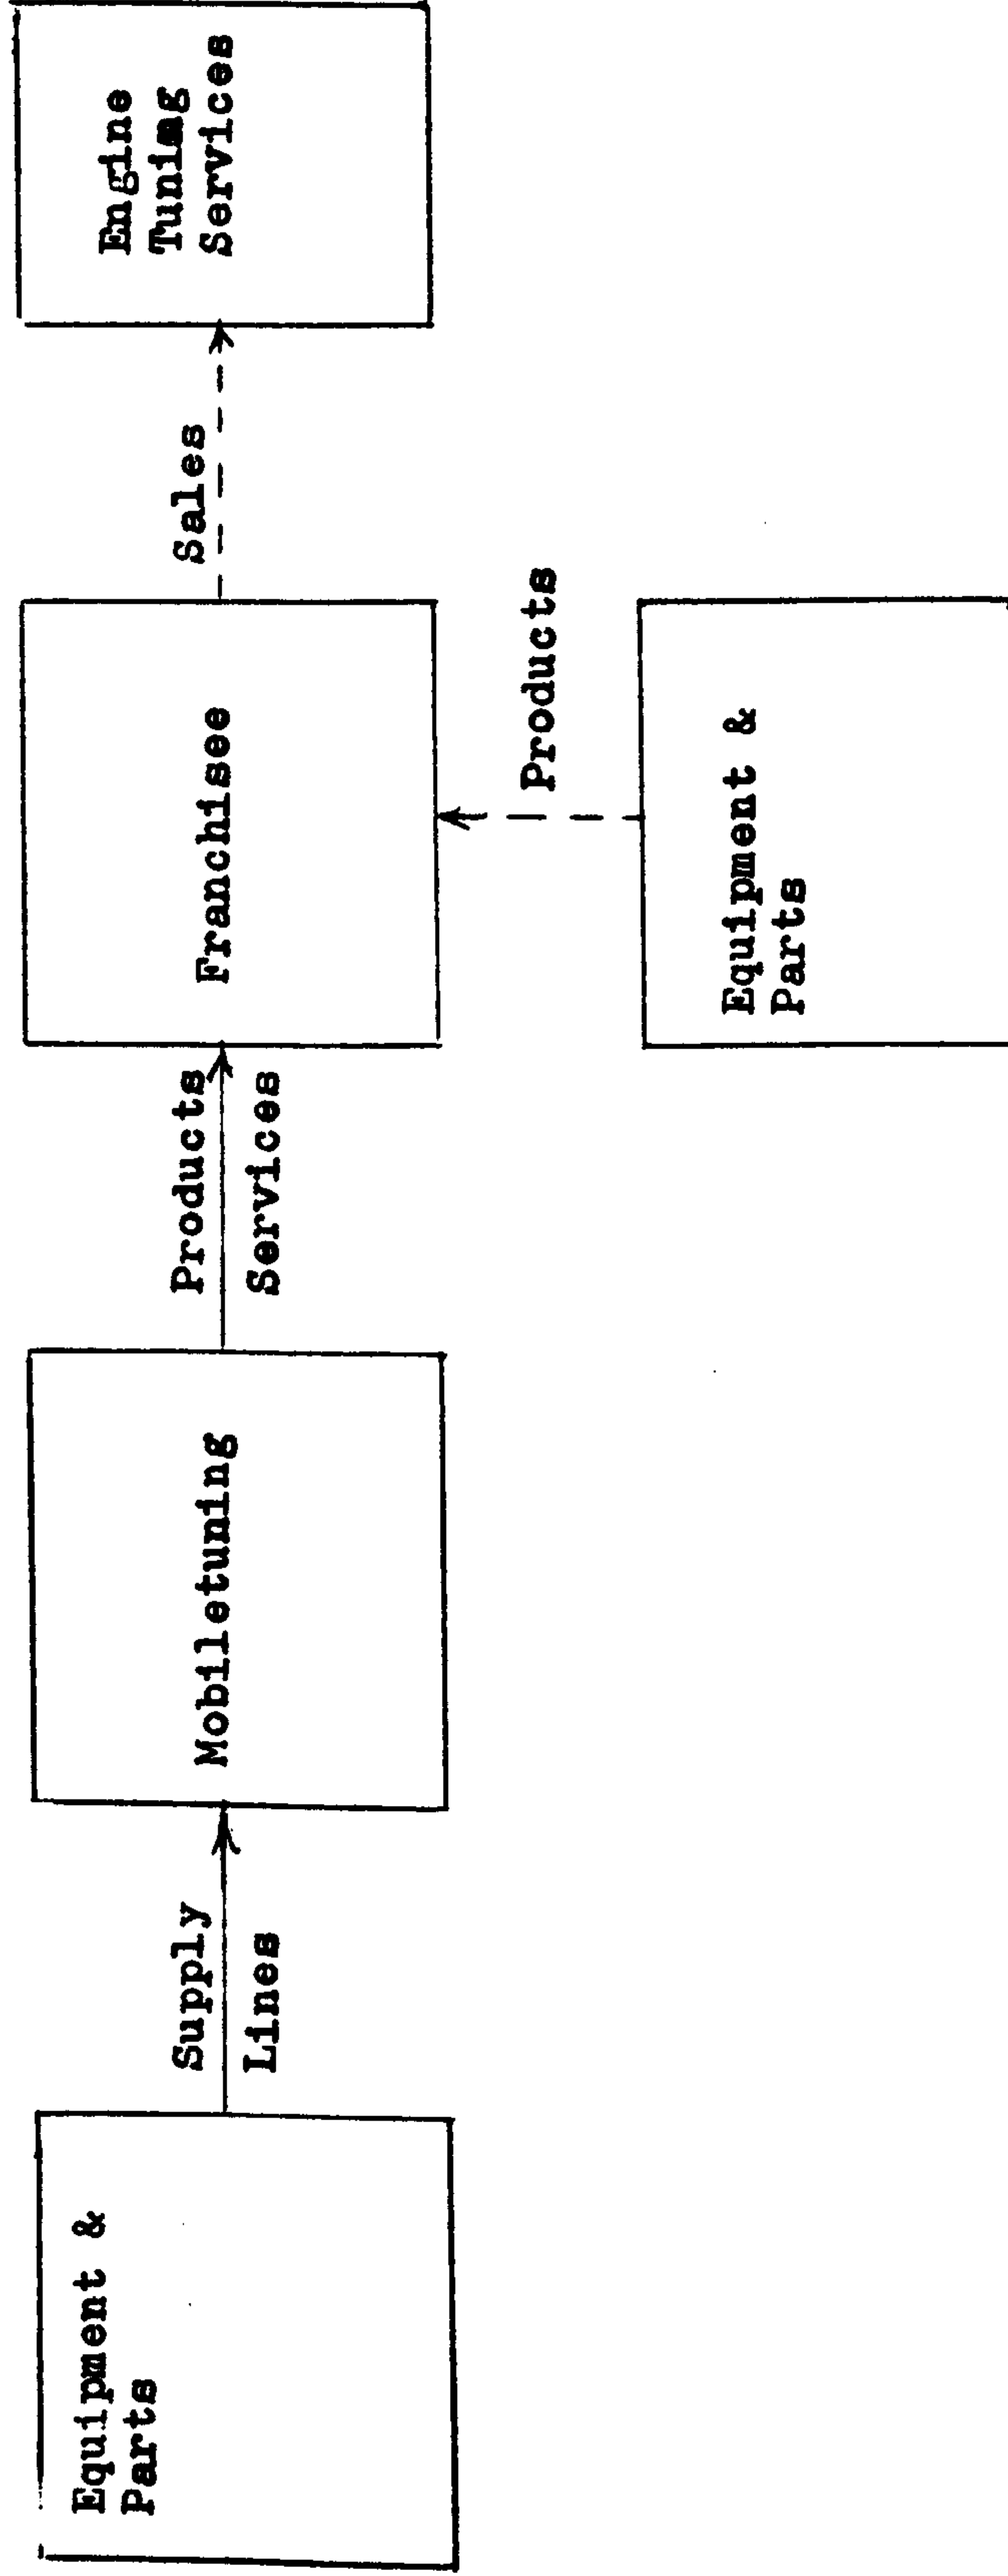 Equipment &
Parts
Supply
Lines
Mobiletuning
Products
Services
Franchisee
Sales
Engine
Tuning
Services
Products
Equipment &
Parts